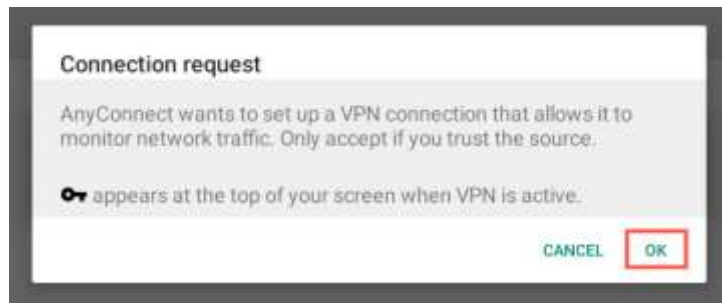 Connection request
AnyConnect wants to set up a VPN connection that allows it to
monitor network traffic. Only accept if you trust the source.
appears at the top of your screen when VPN is active.
CANCEL OK